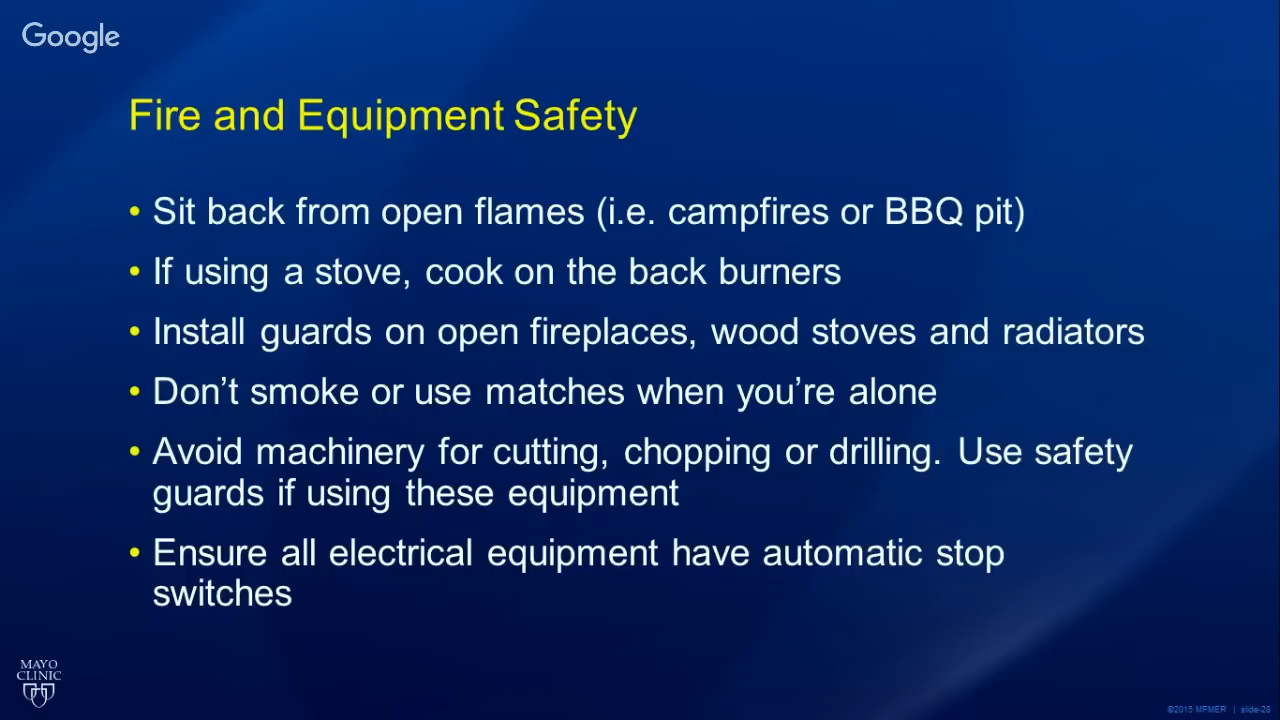 Google
Fire and Equipment Safety
• Sit back from open flames (i.e. campfires or BBQ pit)
• If using a stove, cook on the back burners
• Install guards on open fireplaces, wood stoves and radiators
• Don’t smoke or use matches when you’re alone
• Avoid machinery for cutting, chopping or drilling. Use safety
guards if using these equipment
• Ensure all electrical equipment have automatic stop
switches
MAYO
CLINIC
©2015 MFMER | slide-28